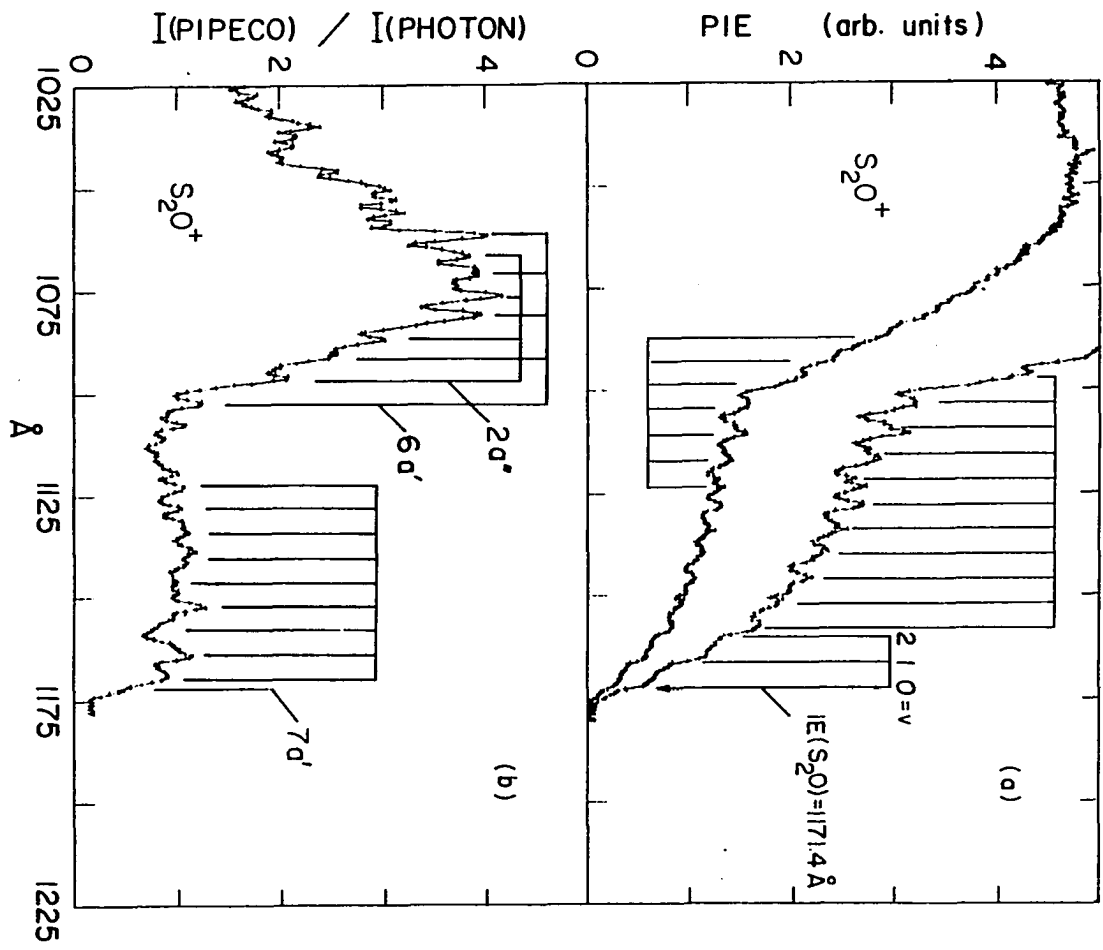 PIE (arb. units)
0
2
4
S₂O⁺
2 1 0=v
IE(S₂O)=1171.4 Å
(a)
I(PIPECO) / I(PHOTON)
0
2
4
S₂O⁺
2a"
6a'
7a'
(b)
1025
1075
1125
1175
1225
Å